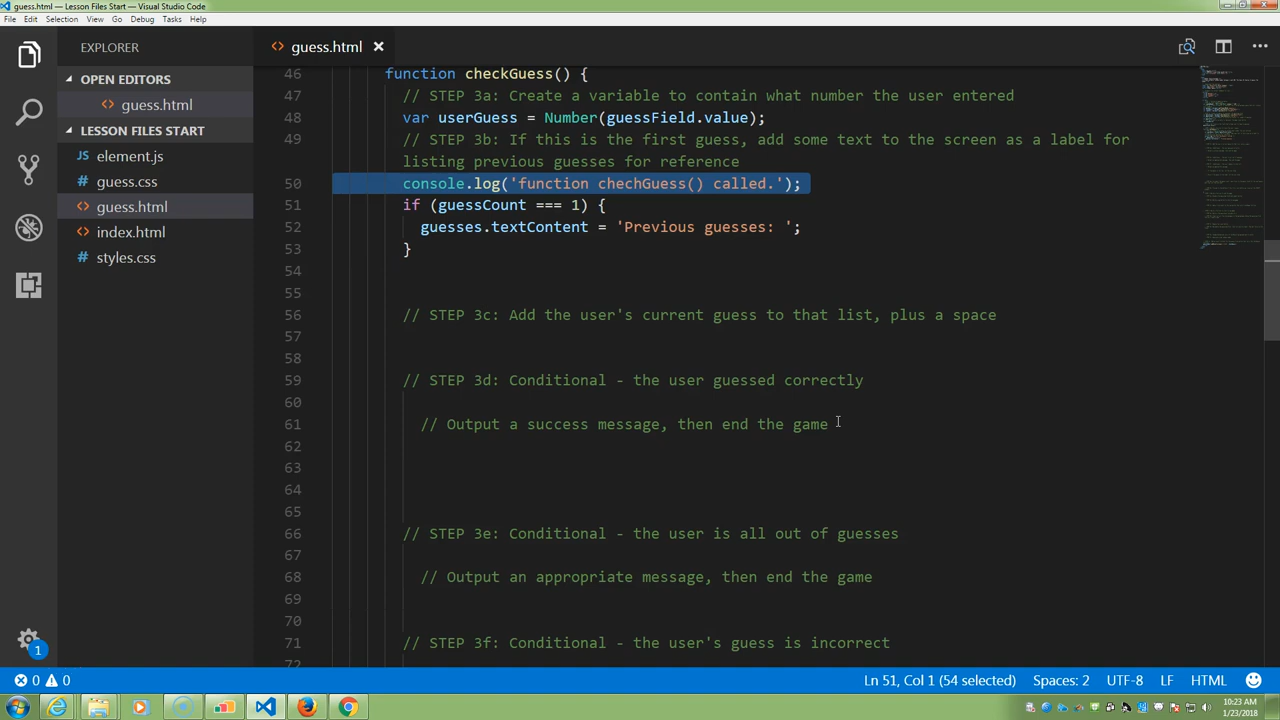 guess.html — Lesson Files Start — Visual Studio Code
File Edit Selection View Go Debug Tasks Help
EXPLORER
OPEN EDITORS
<> guess.html
LESSON FILES START
JS element.js
# guess.css
<> guess.html
<> index.html
# styles.css
<> guess.html ×
46 function checkGuess() {
47 // STEP 3a: Create a variable to contain what number the user entered
48 var userGuess = Number(guessField.value);
49 // STEP 3b: If this is the first guess, add some text to the screen as a label for
listing previous guesses for reference
50 console.log('function chechGuess() called.');
51 if (guessCount === 1) {
52 guesses.textContent = 'Previous guesses: ';
53 }
54
55
56 // STEP 3c: Add the user's current guess to that list, plus a space
57
58
59 // STEP 3d: Conditional - the user guessed correctly
60
61 // Output a success message, then end the game
62
63
64
65
66 // STEP 3e: Conditional - the user is all out of guesses
67
68 // Output an appropriate message, then end the game
69
70
71 // STEP 3f: Conditional - the user's guess is incorrect
72
1
0 0 Ln 51, Col 1 (54 selected) Spaces: 2 UTF-8 LF HTML
10:23 AM
1/23/2018